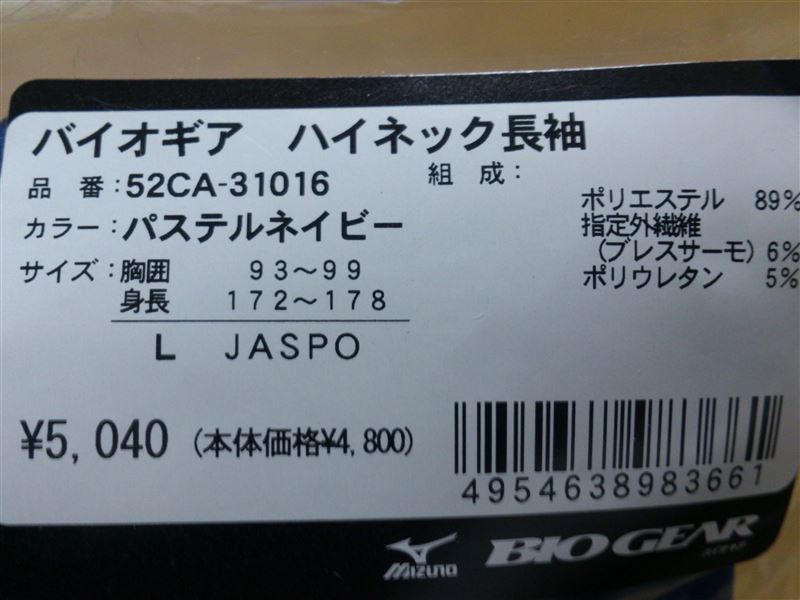 バイオギア ハイネック長袖
品 番：52CA-31016
カラー：パステルネイビー
サイズ：胸囲 93～99
身長 172～178
L JASPO
組 成：
ポリエステル 89%
指定外繊維
（ブレスサーモ） 6%
ポリウレタン 5%
¥5,040 （本体価格¥4,800）
4954638983661
MIZUNO
BIO GEAR